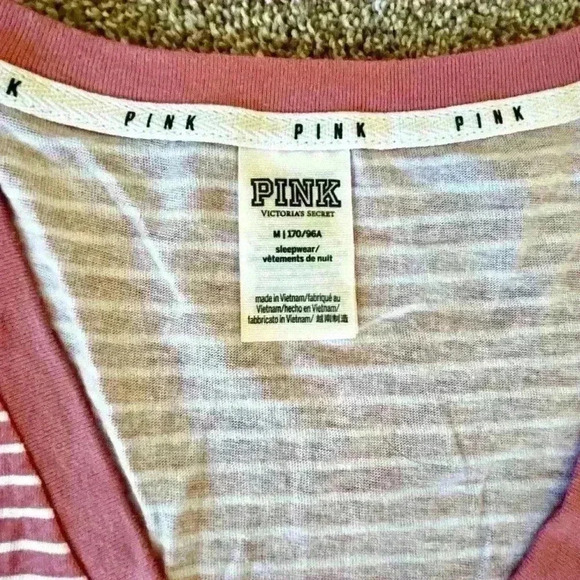 K
PINK
PINK
PINK
PINK
VICTORIA'S SECRET
M | 170/96A
sleepwear/
vêtements de nuit
made in Vietnam/fabriqué au
Vietnam/hecho en Vietnam/
fabbricato in Vietnam/ 越南制造